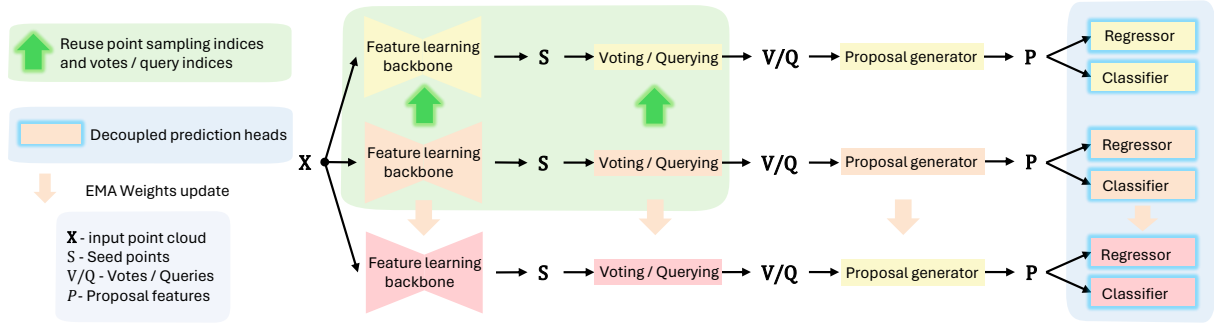 Reuse point sampling indices
and votes / query indices
Decoupled prediction heads
EMA Weights update
X - input point cloud
S - Seed points
V/Q - Votes / Queries
P - Proposal features
X
Feature learning
backbone
S
Voting / Querying
V/Q
Proposal generator
P
Regressor
Classifier
Feature learning
backbone
S
Voting / Querying
V/Q
Proposal generator
P
Regressor
Classifier
Feature learning
backbone
S
Voting / Querying
V/Q
Proposal generator
P
Regressor
Classifier